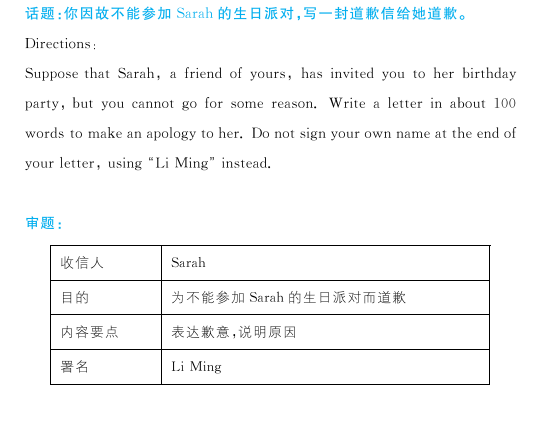 话题:你因故不能参加 Sarah 的生日派对,写一封道歉信给她道歉。
Directions:
Suppose that Sarah, a friend of yours, has invited you to her birthday
party, but you cannot go for some reason. Write a letter in about 100
words to make an apology to her. Do not sign your own name at the end of
your letter, using “Li Ming” instead.
审题:
收信人 Sarah
目的 为不能参加 Sarah 的生日派对而道歉
内容要点 表达歉意,说明原因
署名 Li Ming